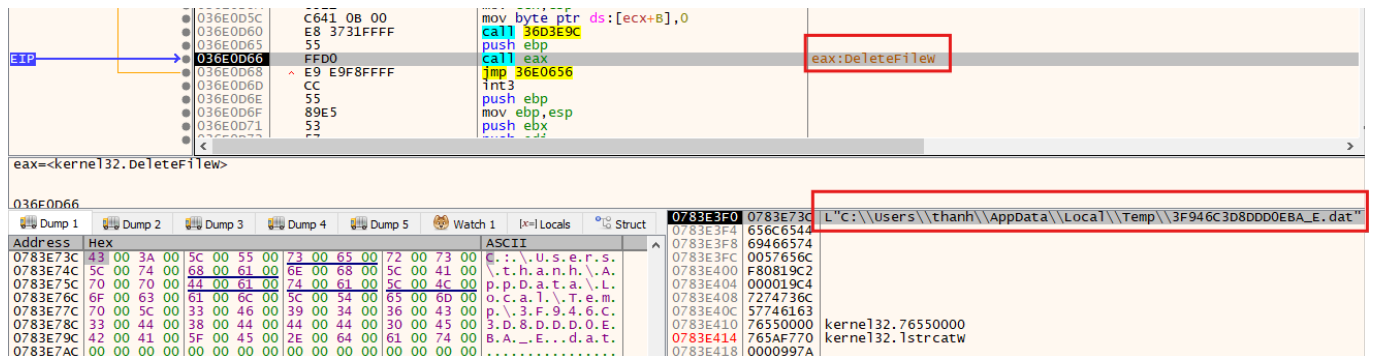 036E0D5C C641 0B 00 mov byte ptr ds:[ecx+B],0
036E0D60 E8 3731FFFF call 36D3E9C
036E0D65 55 push ebp
EIP 036E0D66 FFD0 call eax eax:DeleteFileW
036E0D68 ^ E9 E9F8FFFF jmp 36E0656
036E0D6D CC int3
036E0D6E 55 push ebp
036E0D6F 89E5 mov ebp,esp
036E0D71 53 push ebx
eax=<kernel32.DeleteFileW>
036E0D66
Dump 1 Dump 2 Dump 3 Dump 4 Dump 5 Watch 1 [x=] Locals Struct
Address Hex ASCII
0783E73C 43 00 3A 00 5C 00 55 00 73 00 65 00 72 00 73 00 C.:.\.U.s.e.r.s.
0783E74C 5C 00 74 00 68 00 61 00 6E 00 68 00 5C 00 41 00 \.t.h.a.n.h.\.A.
0783E75C 70 00 70 00 44 00 61 00 74 00 61 00 5C 00 4C 00 p.p.D.a.t.a.\.L.
0783E76C 6F 00 63 00 61 00 6C 00 5C 00 54 00 65 00 6D 00 o.c.a.l.\.T.e.m.
0783E77C 70 00 5C 00 33 00 46 00 39 00 34 00 36 00 43 00 p.\.3.F.9.4.6.C.
0783E78C 33 00 44 00 38 00 44 00 44 00 44 00 30 00 45 00 3.D.8.D.D.D.0.E.
0783E79C 42 00 41 00 5F 00 45 00 2E 00 64 00 61 00 74 00 B.A._.E...d.a.t.
0783E7AC 00 00 00 00 00 00 00 00 00 00 00 00 00 00 00 00 ................
0783E3F0 0783E73C L"C:\\Users\\thanh\\AppData\\Local\\Temp\\3F946C3D8DDD0EBA_E.dat"
0783E3F4 656C6544
0783E3F8 69466574
0783E3FC 0057656C
0783E400 F80819C2
0783E404 000019C4
0783E408 7274736C
0783E40C 57746163
0783E410 76550000 kernel32.76550000
0783E414 765AF770 kernel32.lstrcatW
0783E418 0000997A